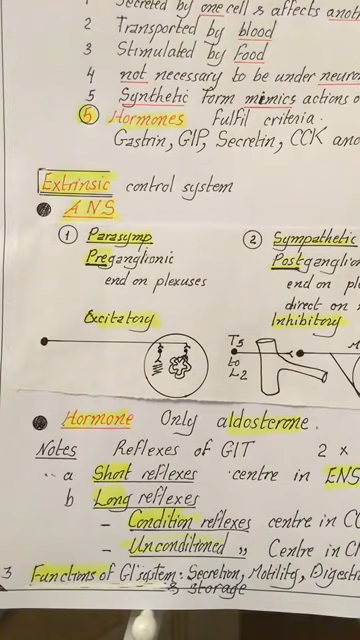 1 Secreted by one cell & affects
2 Transported by blood
3 Stimulated by food
4 not necessary to be under
5 Synthetic form mimics actions o
5 Hormones fulfil criteria.
Gastrin, GIP, Secretin, CCK and
Extrinsic control system
ANS
1 Parasymp
Preganglionic
end on plexuses
Excitatory
2 Sympathetic
Postganglio
end on pl
direct on
Inhibitory
T5
to
L2
Hormone Only aldosterone.
Notes Reflexes of GIT 2 x
a Short reflexes centre in ENS
b Long reflexes
- Condition reflexes centre in C
- Unconditioned ,, Centre in C
3 Functions of GI system: Secretion, Motility, Digesti
& storage